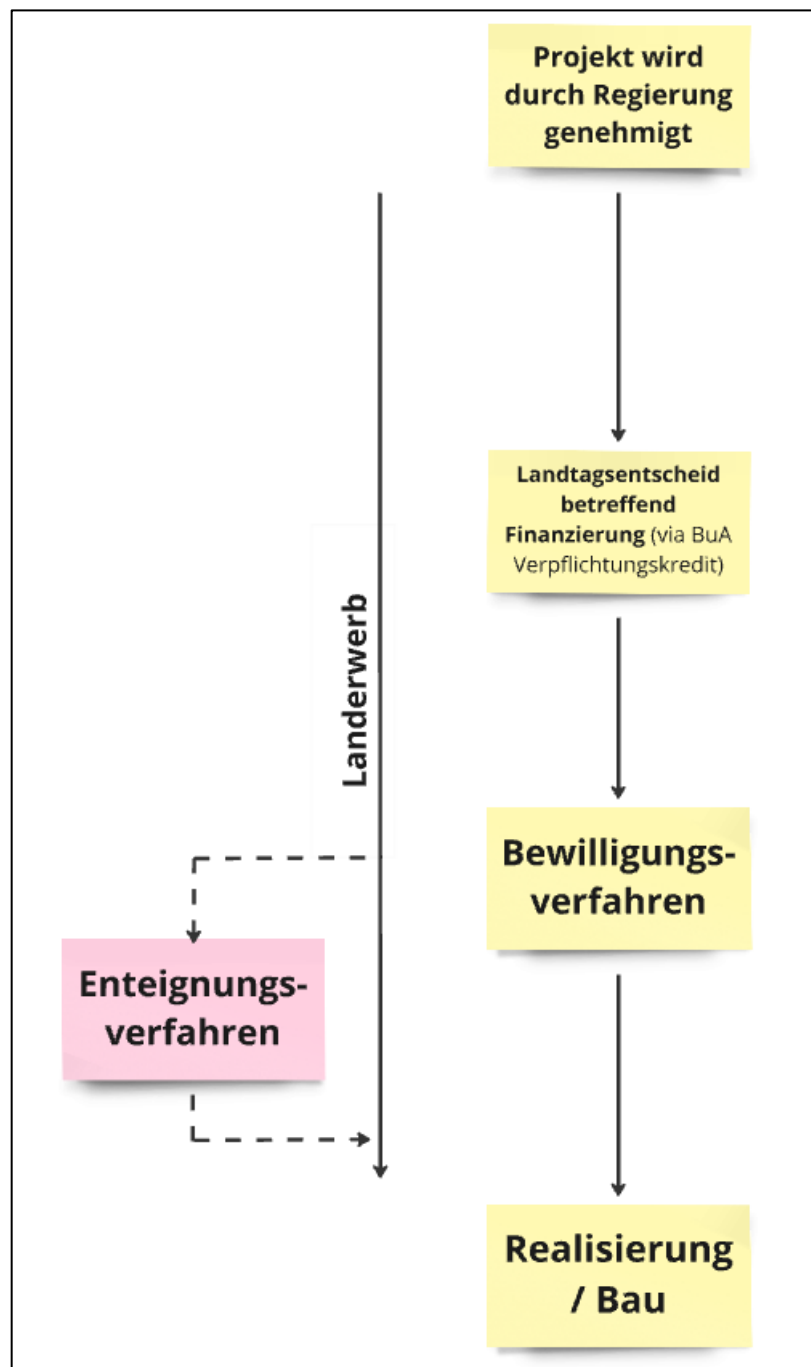 Projekt wird
durch Regierung
genehmigt
Landtagsentscheid
betreffend
Finanzierung (via BuA
Verpflichtungskredit)
Landerwerb
Bewilligungs-
verfahren
Enteignungs-
verfahren
Realisierung
/ Bau